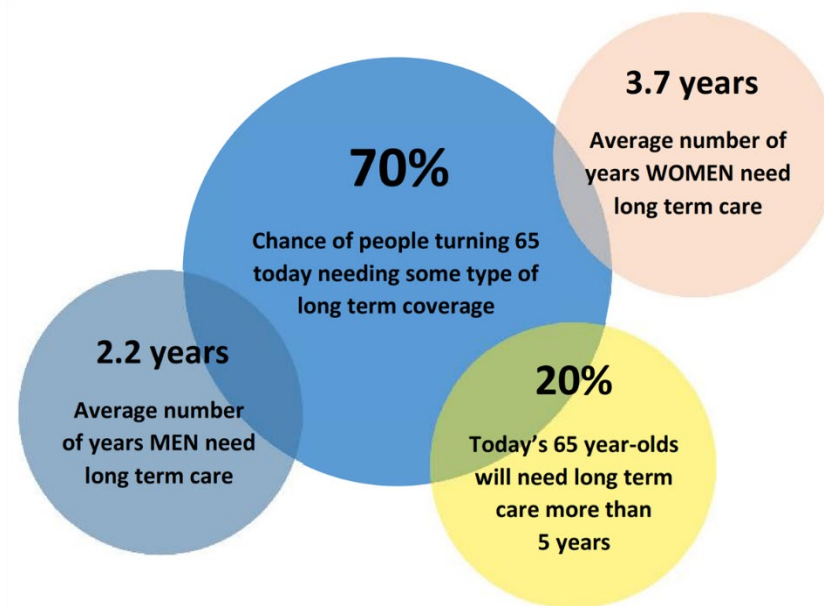 70%
Chance of people turning 65
today needing some type of
long term coverage
3.7 years
Average number of
years WOMEN need
long term care
2.2 years
Average number
of years MEN need
long term care
20%
Today’s 65 year-olds
will need long term
care more than
5 years